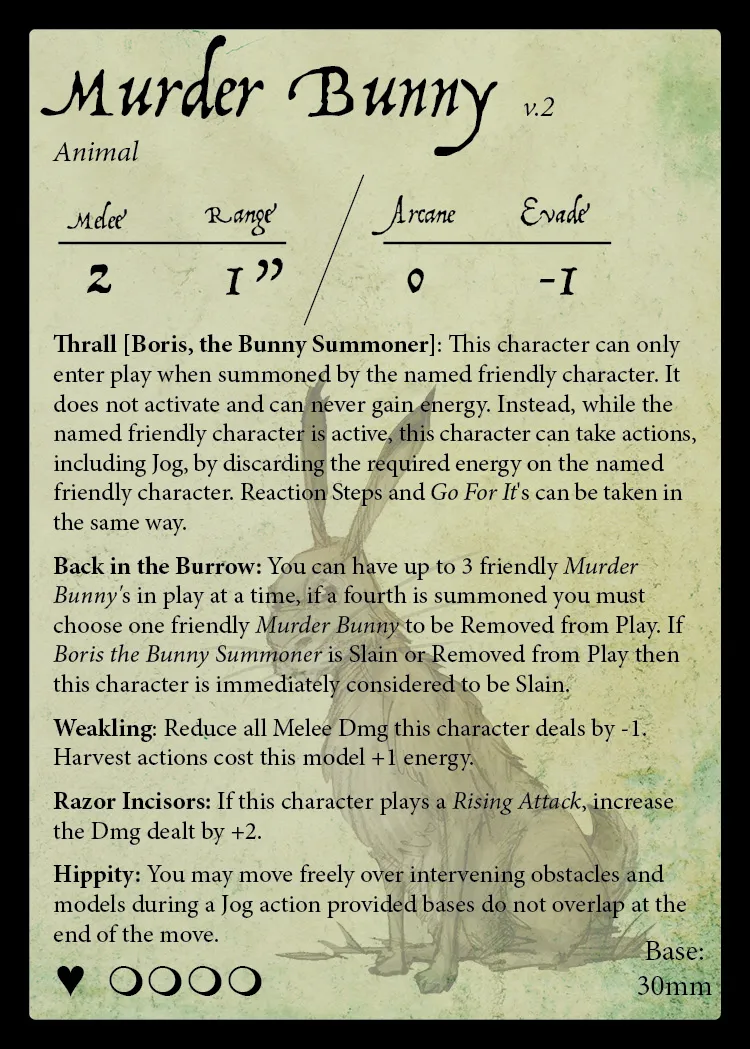 Murder Bunny v.2
Animal
Melee Range Arcane Evade
2 1” 0 -1
Thrall [Boris, the Bunny Summoner]: This character can only
enter play when summoned by the named friendly character. It
does not activate and can never gain energy. Instead, while the
named friendly character is active, this character can take actions,
including Jog, by discarding the required energy on the named
friendly character. Reaction Steps and Go For It's can be taken in
the same way.
Back in the Burrow: You can have up to 3 friendly Murder
Bunny's in play at a time, if a fourth is summoned you must
choose one friendly Murder Bunny to be Removed from Play. If
Boris the Bunny Summoner is Slain or Removed from Play then
this character is immediately considered to be Slain.
Weakling: Reduce all Melee Dmg this character deals by -1.
Harvest actions cost this model +1 energy.
Razor Incisors: If this character plays a Rising Attack, increase
the Dmg dealt by +2.
Hippity: You may move freely over intervening obstacles and
models during a Jog action provided bases do not overlap at the
end of the move.
Base:
30mm